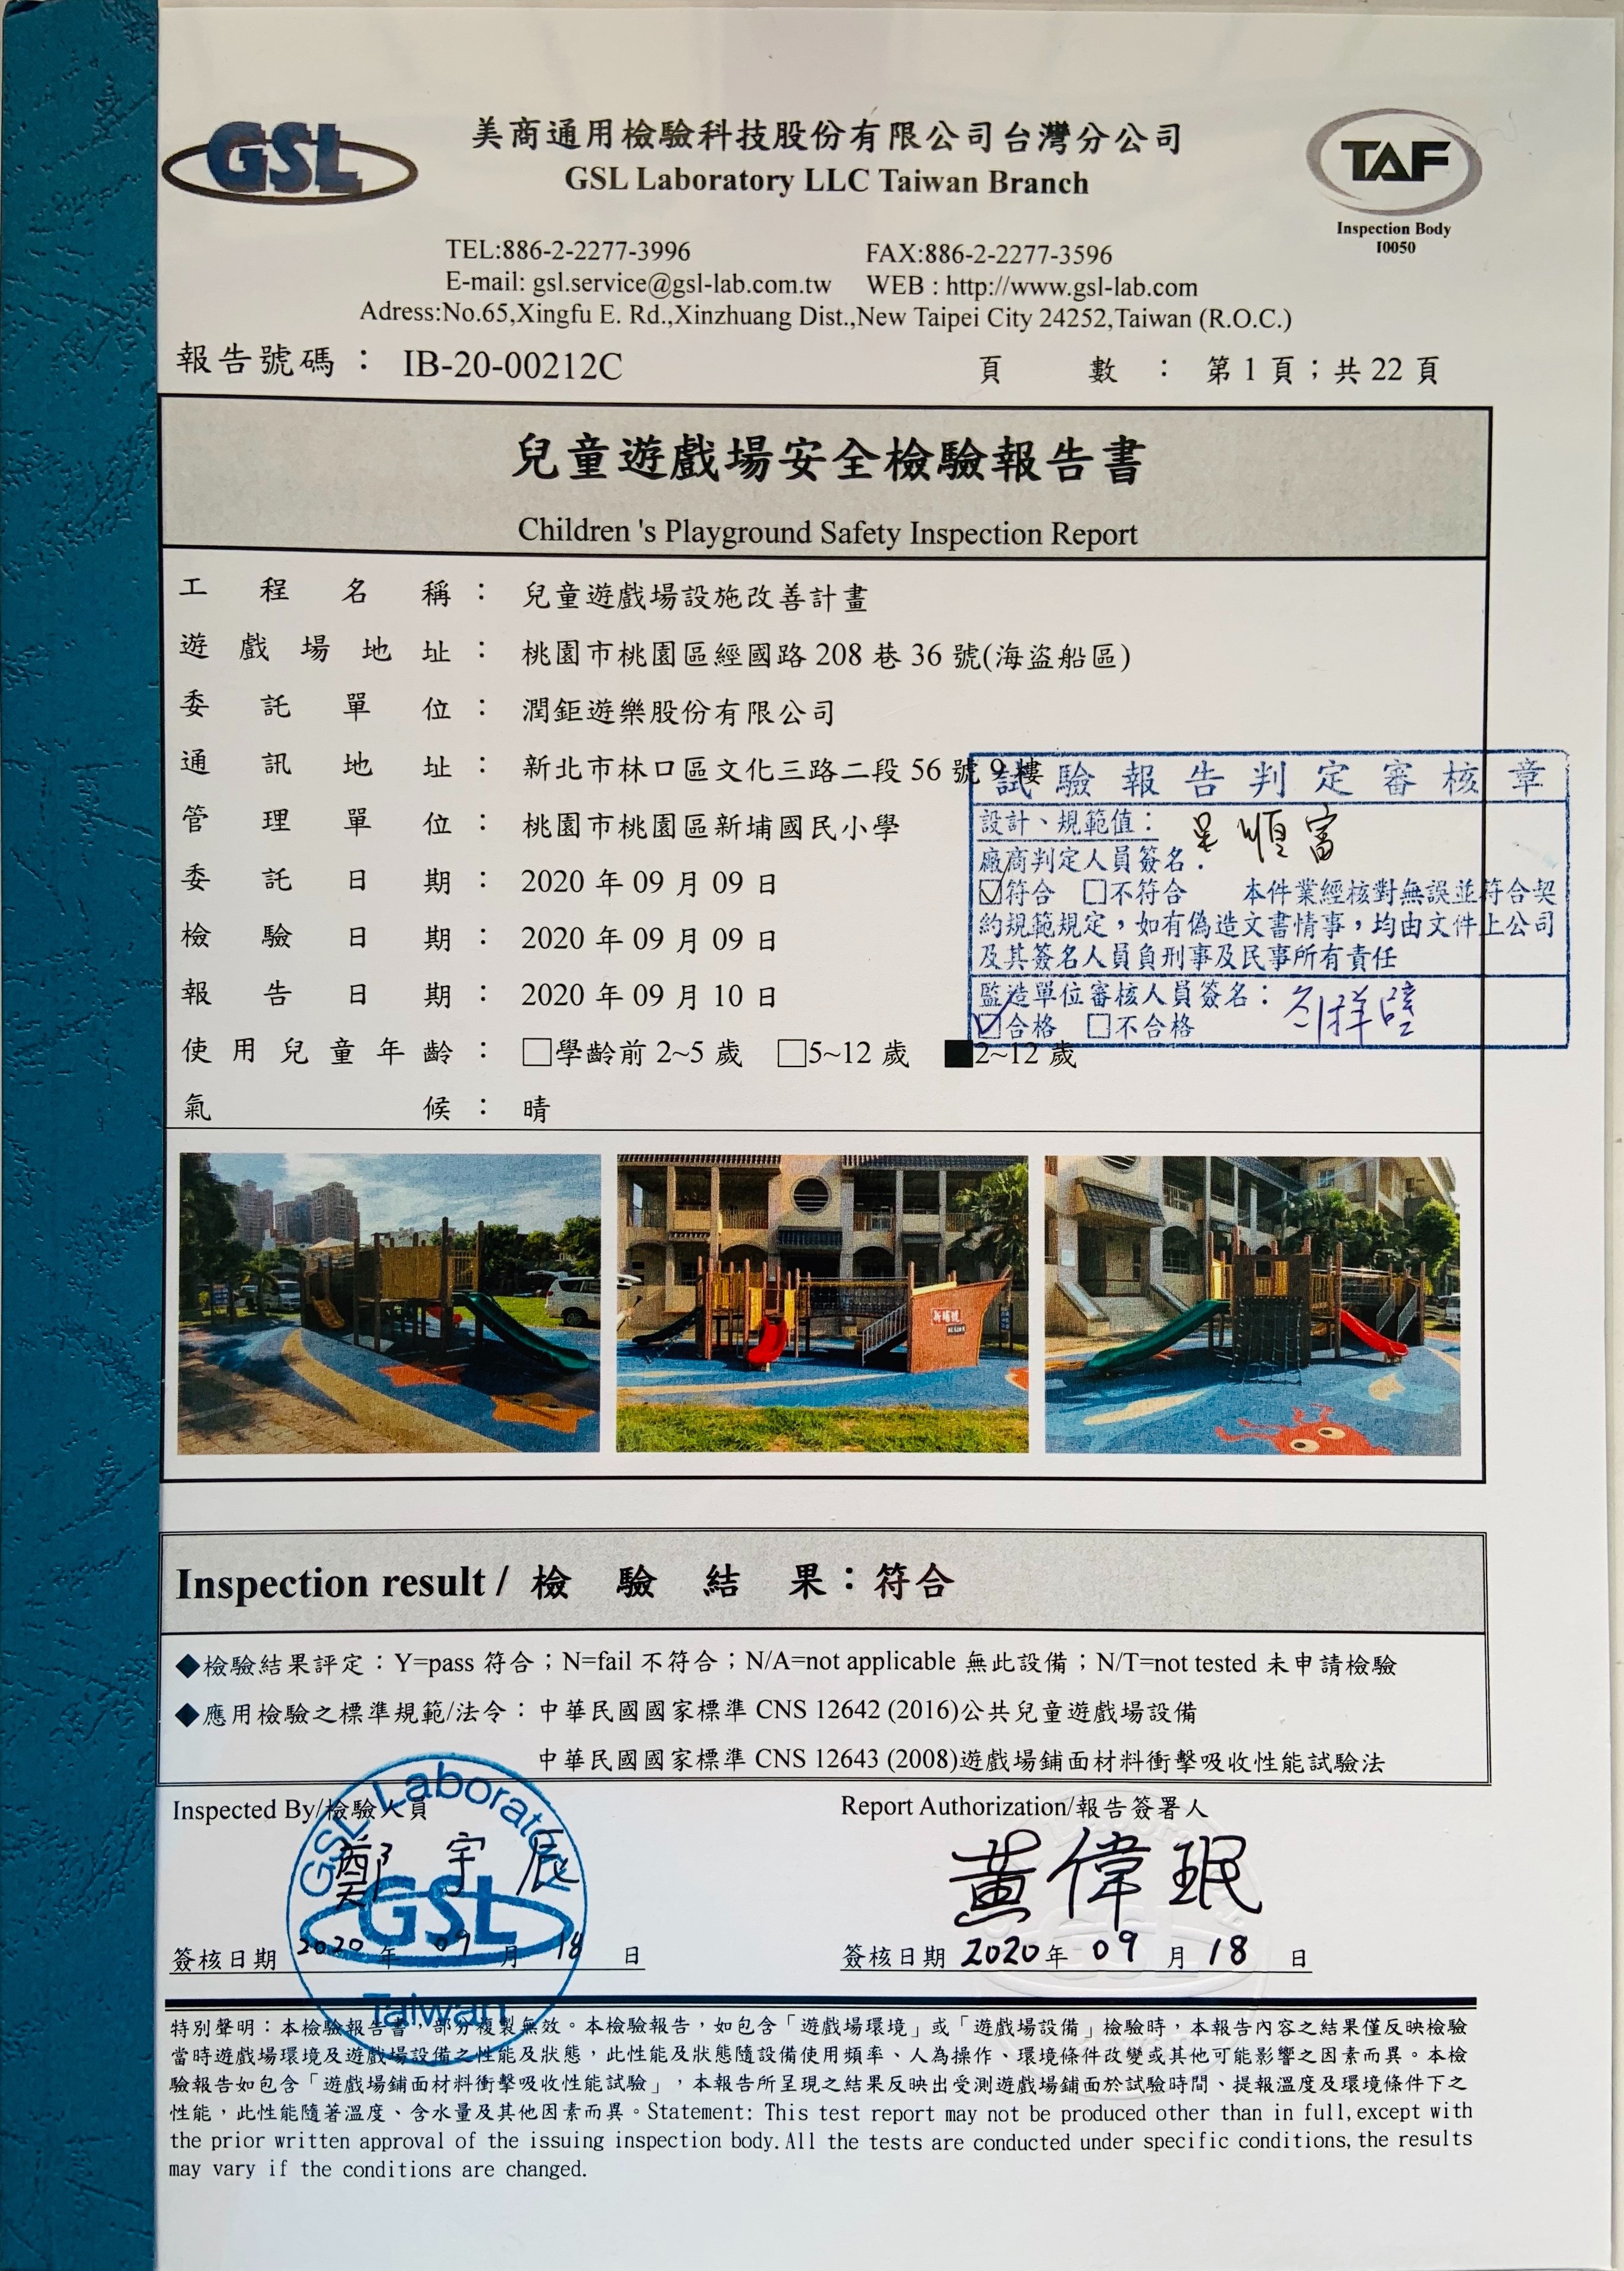 GSL
美商通用檢驗科技股份有限公司台灣分公司
GSL Laboratory LLC Taiwan Branch
TAF
Inspection Body
I0050
TEL:886-2-2277-3996 FAX:886-2-2277-3596
E-mail: gsl.service@gsl-lab.com.tw WEB : http://www.gsl-lab.com
Adress:No.65,Xingfu E. Rd.,Xinzhuang Dist.,New Taipei City 24252,Taiwan (R.O.C.)
報告號碼： IB-20-00212C 頁 數 ： 第 1 頁；共 22 頁
兒童遊戲場安全檢驗報告書
Children 's Playground Safety Inspection Report
工程名稱： 兒童遊戲場設施改善計畫
遊戲場地址： 桃園市桃園區經國路 208 巷 36 號(海盜船區)
委託單位： 潤鉅遊樂股份有限公司
通訊地址： 新北市林口區文化三路二段 56 號 9 樓
管理單位： 桃園市桃園區新埔國民小學
委託日期： 2020 年 09 月 09 日
檢驗日期： 2020 年 09 月 09 日
報告日期： 2020 年 09 月 10 日
使用兒童年齡： □學齡前 2~5 歲 □5~12 歲 ■2~12 歲
氣候： 晴
試驗報告判定審核章
設計、規範值：
廠商判定人員簽名：
☑符合 □不符合 本件業經核對無誤並符合契
約規範規定，如有偽造文書情事，均由文件上公司
及其簽名人員負刑事及民事所有責任
監造單位審核人員簽名：
☑合格 □不合格
新埔號
Inspection result / 檢 驗 結 果：符合
◆檢驗結果評定：Y=pass 符合；N=fail 不符合；N/A=not applicable 無此設備；N/T=not tested 未申請檢驗
◆應用檢驗之標準規範/法令：中華民國國家標準 CNS 12642 (2016)公共兒童遊戲場設備
中華民國國家標準 CNS 12643 (2008)遊戲場鋪面材料衝擊吸收性能試驗法
Inspected By/檢驗人員
鄭宇辰
簽核日期 2020 年 09 月 18 日
GSL Laboratory
GSL
Taiwan
Report Authorization/報告簽署人
黃偉珉
簽核日期 2020 年 09 月 18 日
特別聲明：本檢驗報告書，部分複製無效。本檢驗報告，如包含「遊戲場環境」或「遊戲場設備」檢驗時，本報告內容之結果僅反映檢驗
當時遊戲場環境及遊戲場設備之性能及狀態，此性能及狀態隨設備使用頻率、人為操作、環境條件改變或其他可能影響之因素而異。本檢
驗報告如包含「遊戲場鋪面材料衝擊吸收性能試驗」，本報告所呈現之結果反映出受測遊戲場鋪面於試驗時間、提報溫度及環境條件下之
性能，此性能隨著溫度、含水量及其他因素而異。Statement: This test report may not be produced other than in full,except with
the prior written approval of the issuing inspection body.All the tests are conducted under specific conditions,the results
may vary if the conditions are changed.